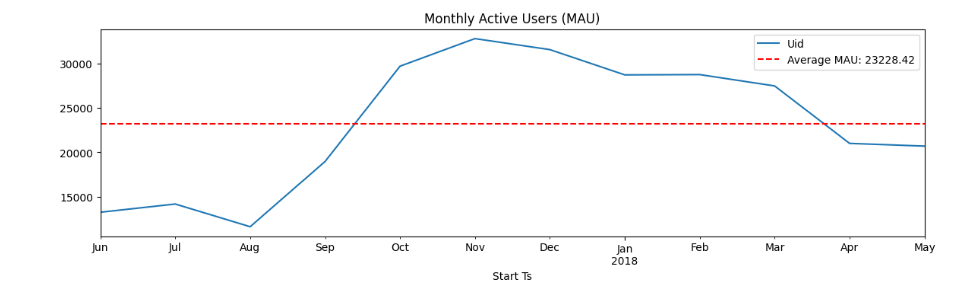 Monthly Active Users (MAU)
Uid
Average MAU: 23228.42
30000
25000
20000
15000
Jun Jul Aug Sep Oct Nov Dec Jan Feb Mar Apr May
2018
Start Ts